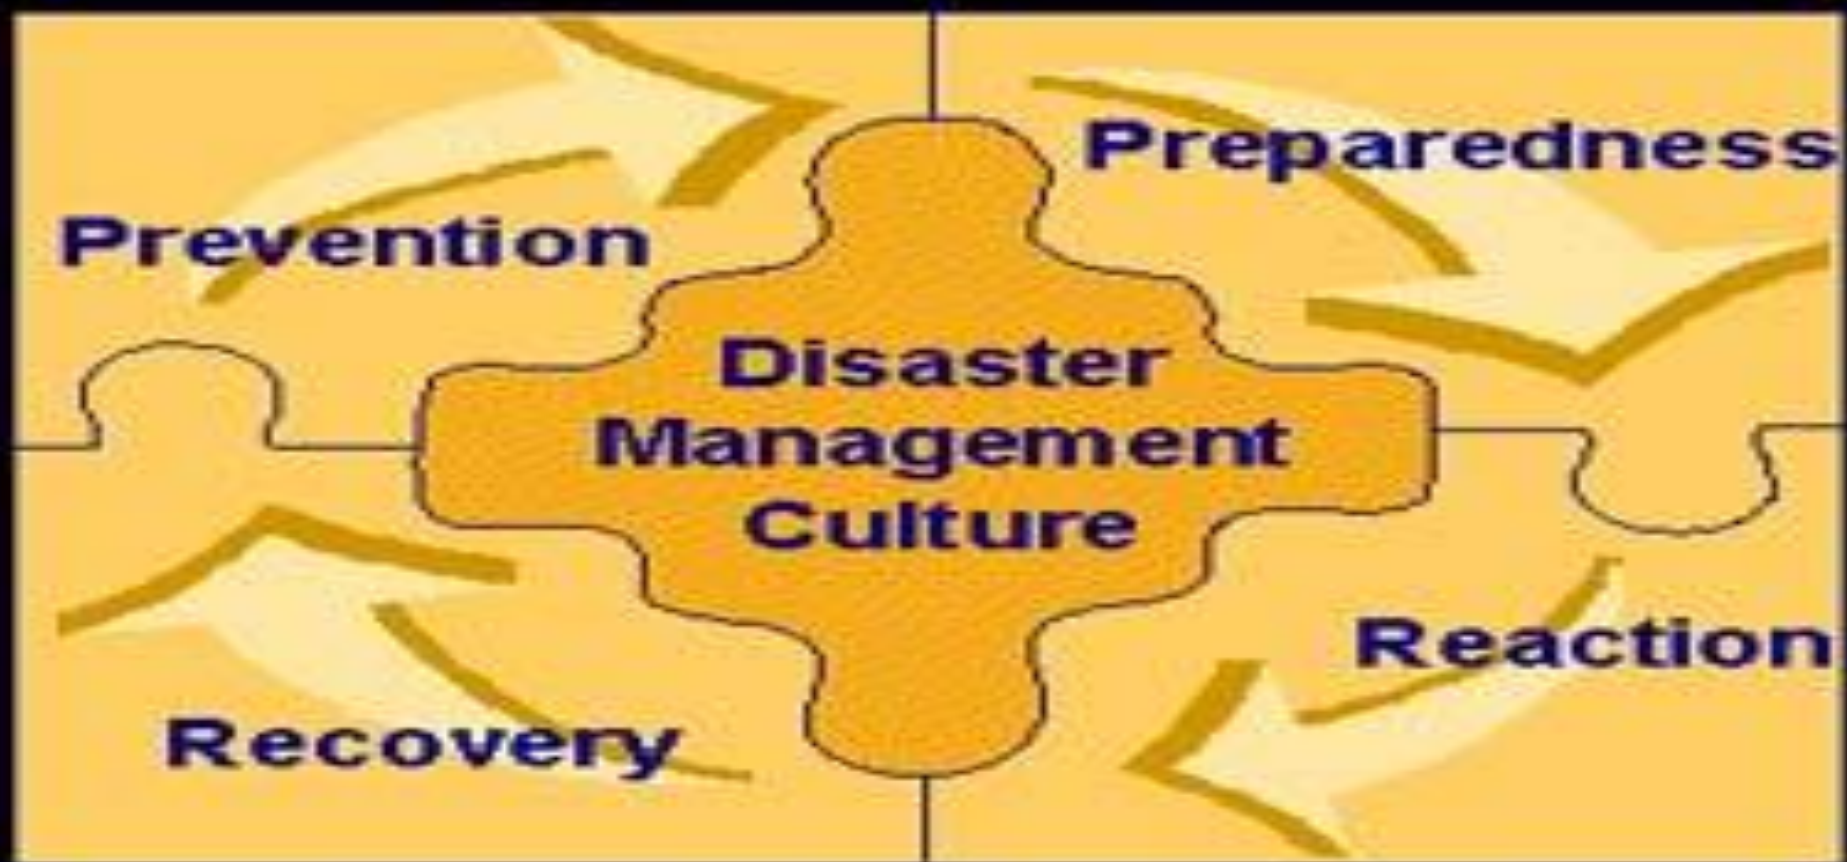 Prevention
Preparedness
Disaster
Management
Culture
Recovery
Reaction